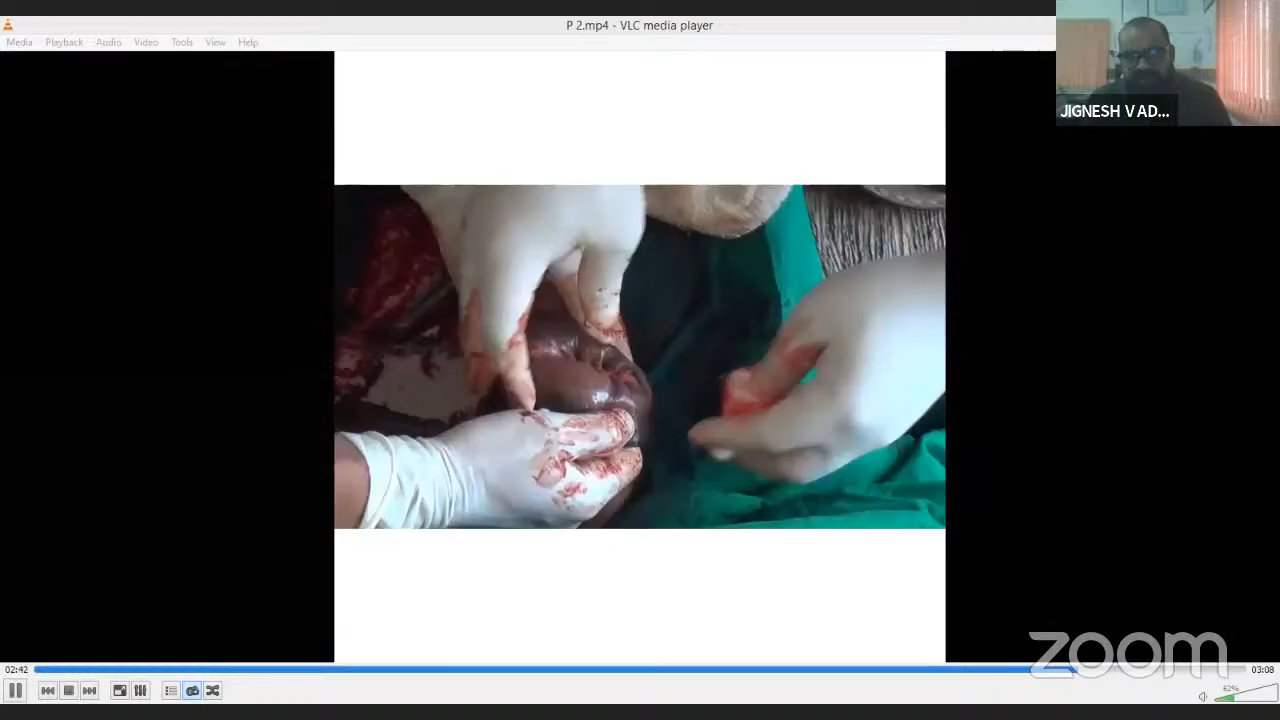 P 2.mp4 - VLC media player
Media Playback Audio Video Tools View Help
JIGNESH V AD...
02:42
03:08
62%
zoom